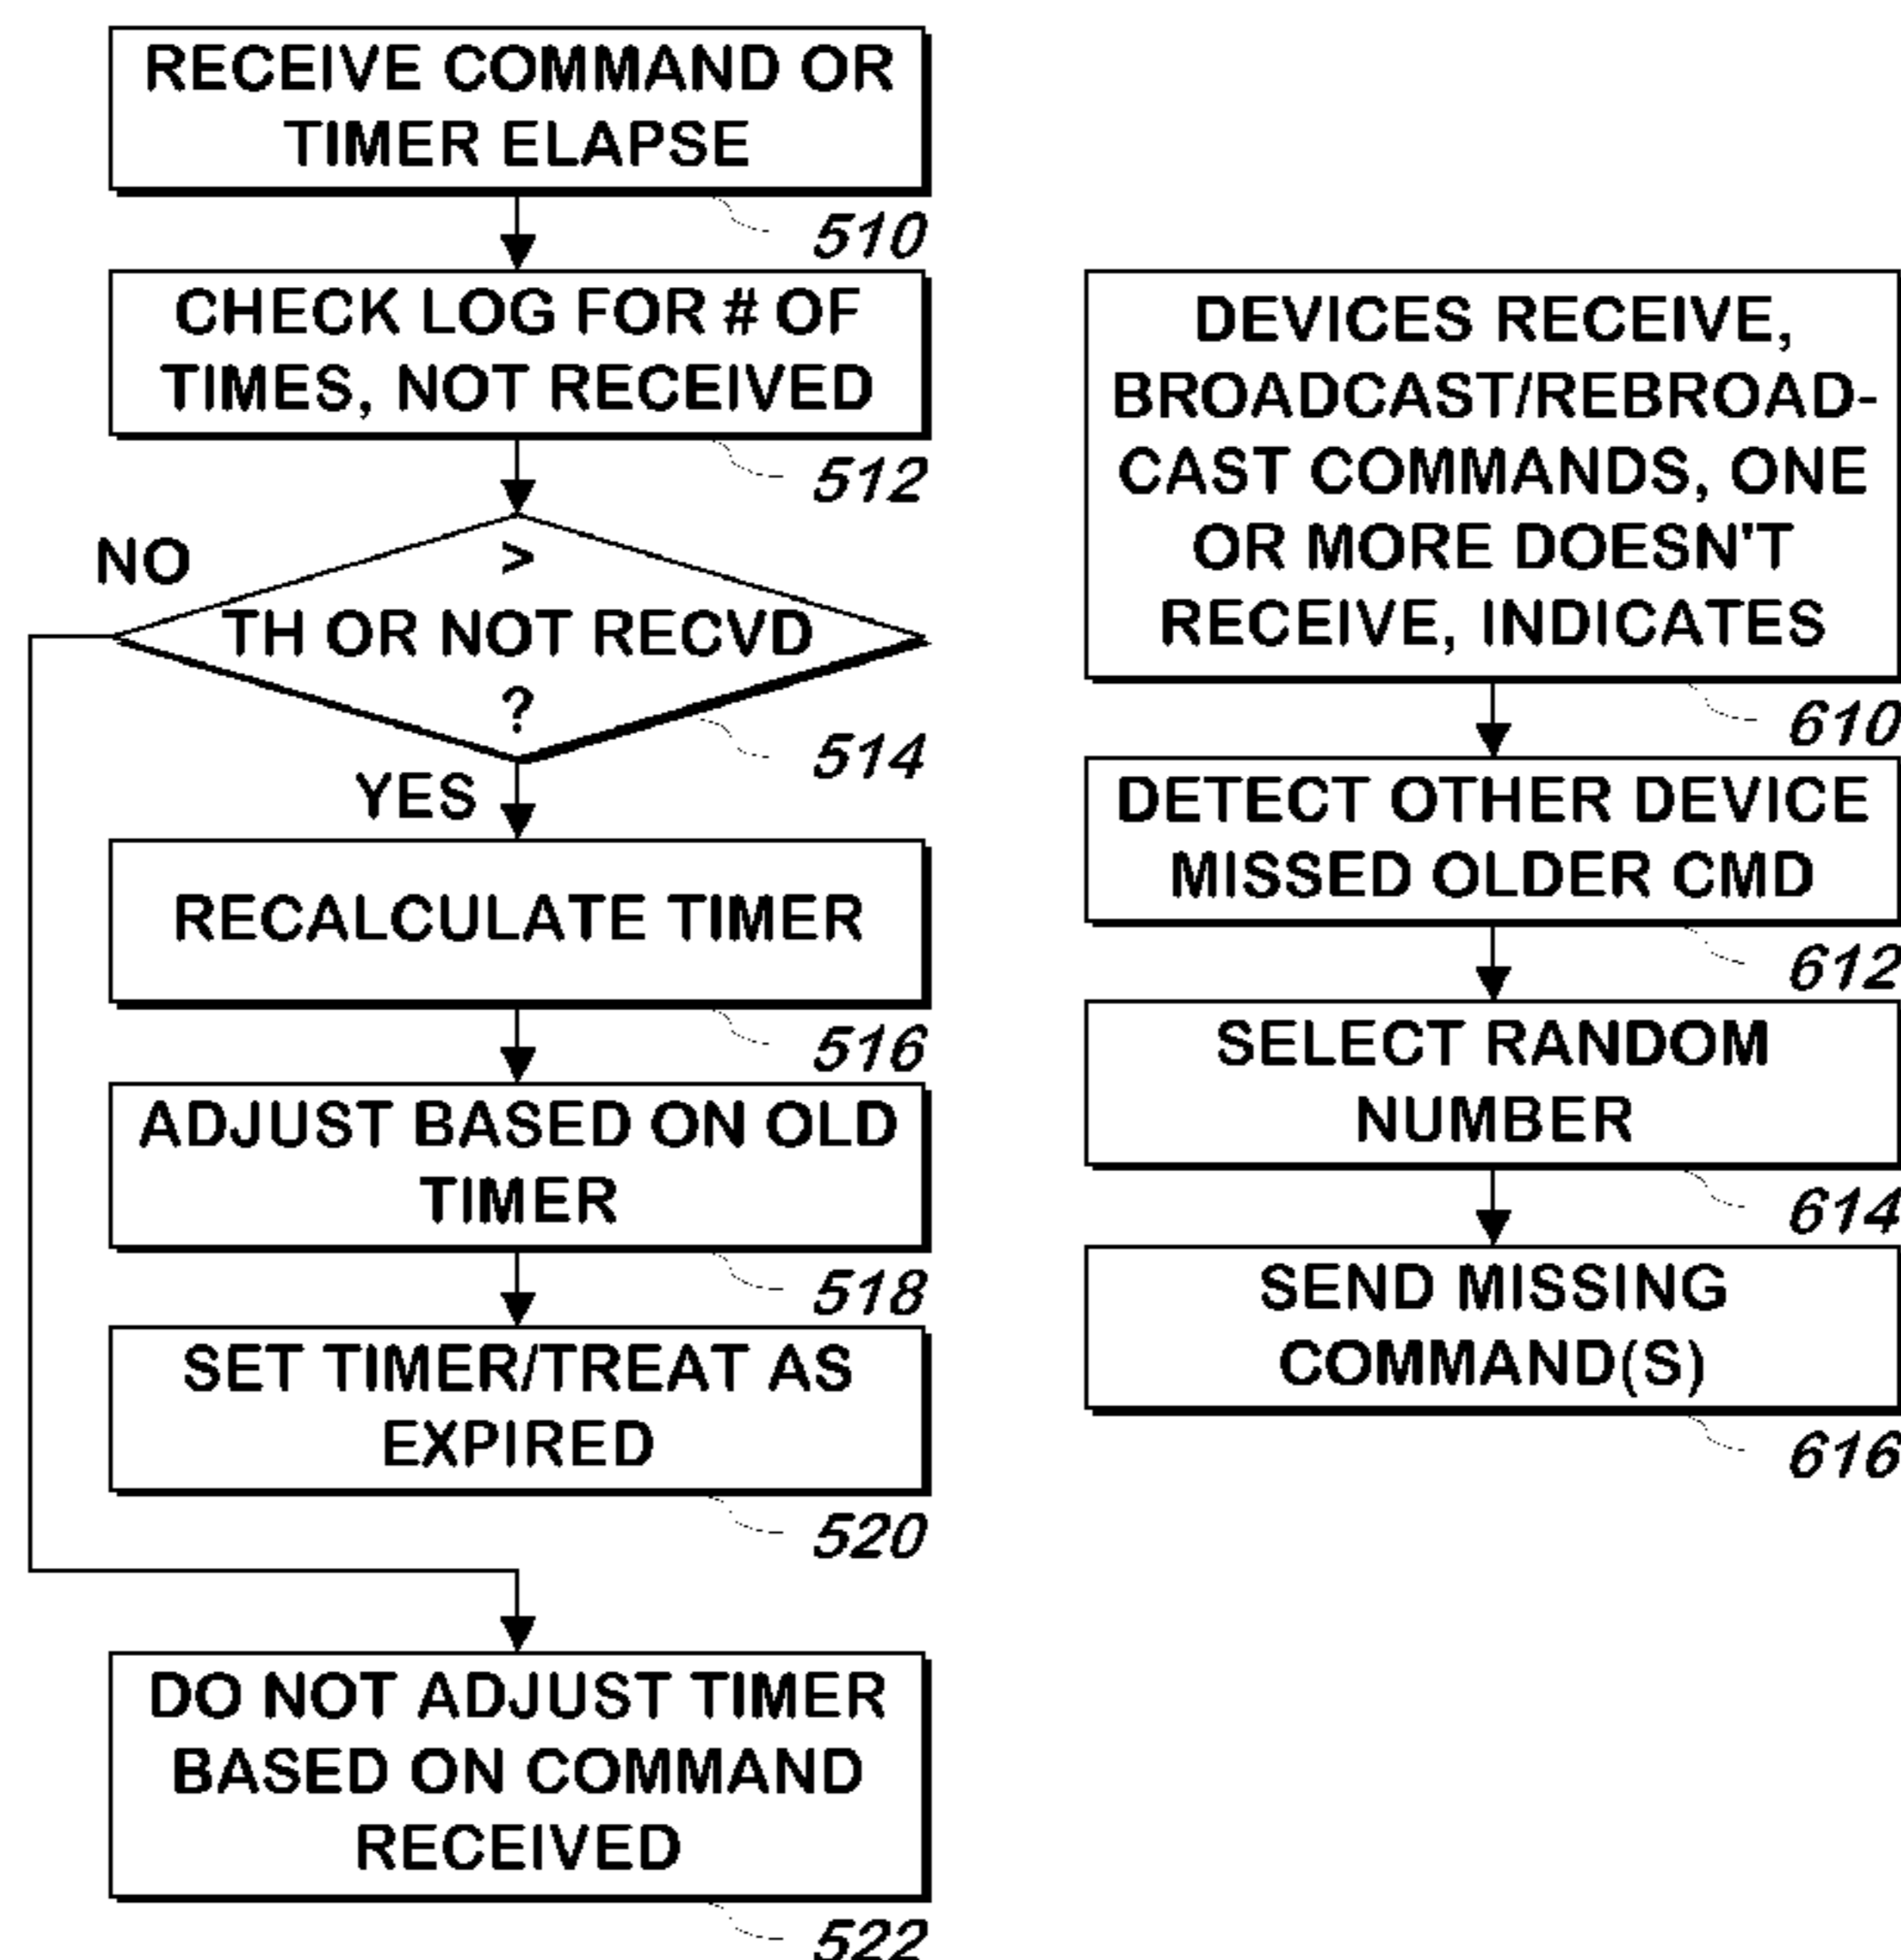 RECEIVE COMMAND OR
TIMER ELAPSE
510
CHECK LOG FOR # OF
TIMES, NOT RECEIVED
512
NO
>
TH OR NOT RECVD
?
514
YES
RECALCULATE TIMER
516
ADJUST BASED ON OLD
TIMER
518
SET TIMER/TREAT AS
EXPIRED
520
DO NOT ADJUST TIMER
BASED ON COMMAND
RECEIVED
522
DEVICES RECEIVE,
BROADCAST/REBROAD-
CAST COMMANDS, ONE
OR MORE DOESN'T
RECEIVE, INDICATES
610
DETECT OTHER DEVICE
MISSED OLDER CMD
612
SELECT RANDOM
NUMBER
614
SEND MISSING
COMMAND(S)
616